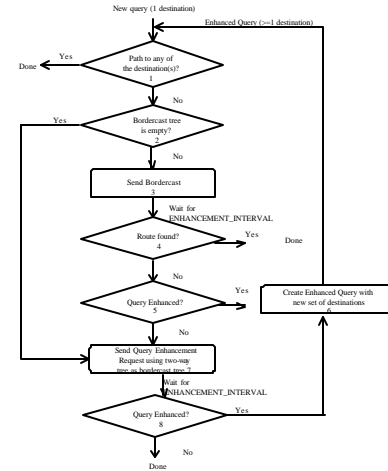 New query (1 destination)
Enhanced Query (>=1 destination)
Path to any of
the destination(s)?
1
Yes
Done
No
Bordercast tree
is empty?
2
Yes
No
Send Bordercast
3
Wait for
ENHANCEMENT_INTERVAL
Route found?
4
Yes
Done
No
Query Enhanced?
5
Yes
Create Enhanced Query with
new set of destinations
6
No
Send Query Enhancement
Request using two-way
tree as bordercast tree 7
Wait for
ENHANCEMENT_INTERVAL
Query Enhanced?
8
Yes
No
Done